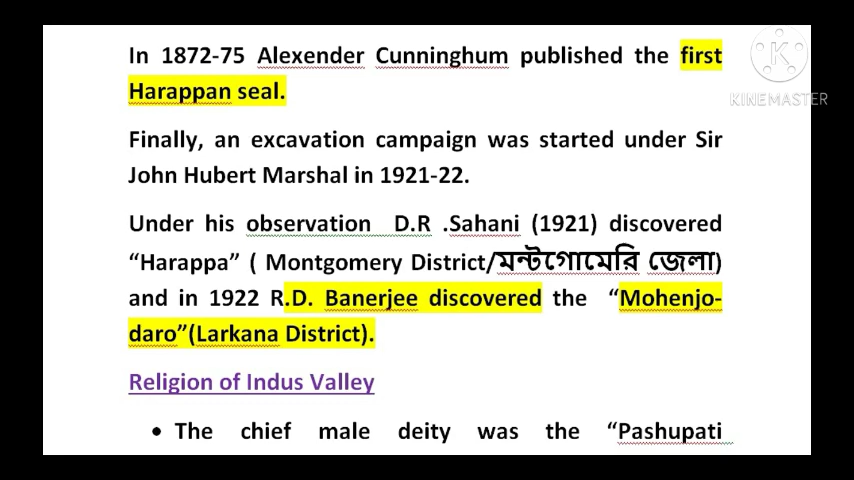 In 1872-75 Alexender Cunninghum published the first
Harappan seal.
Finally, an excavation campaign was started under Sir
John Hubert Marshal in 1921-22.
Under his observation D.R .Sahani (1921) discovered
“Harappa” ( Montgomery District/মন্টগোমেরি জেলা)
and in 1922 R.D. Banerjee discovered the “Mohenjo-
daro”(Larkana District).
Religion of Indus Valley
• The chief male deity was the “Pashupati
K
KINEMASTER